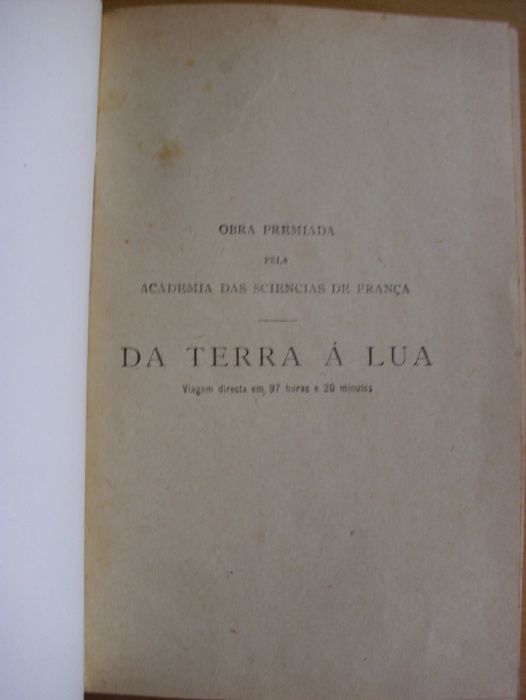 OBRA PREMIADA
PELA
ACADEMIA DAS SCIENCIAS DE FRANÇA
DA TERRA Á LUA
Viagem directa em 97 horas e 20 minutos